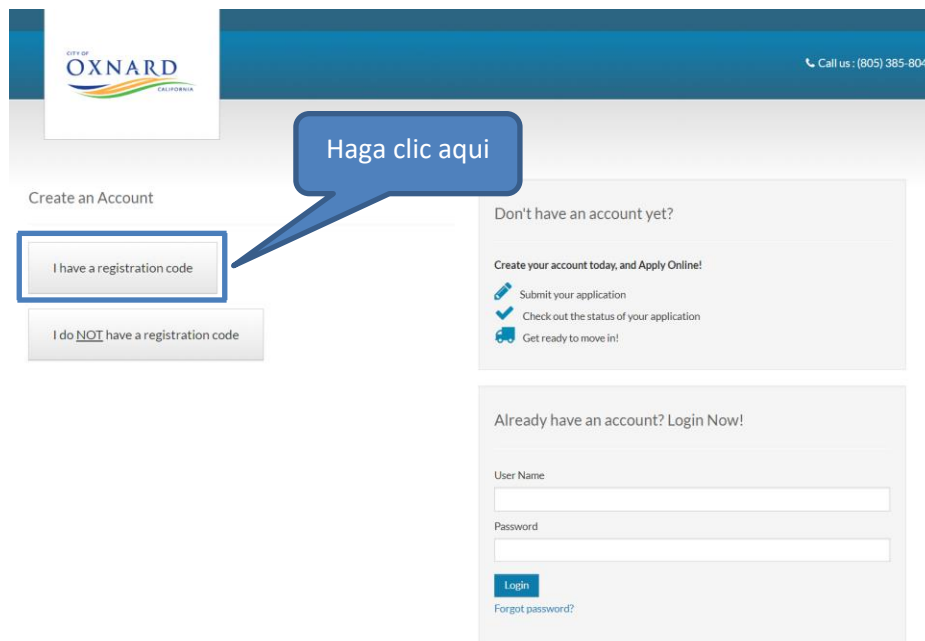 CITY OF
OXNARD
CALIFORNIA
Call us : (805) 385-804
Haga clic aqui
Create an Account
I have a registration code
I do NOT have a registration code
Don't have an account yet?
Create your account today, and Apply Online!
Submit your application
Check out the status of your application
Get ready to move in!
Already have an account? Login Now!
User Name
Password
Login
Forgot password?